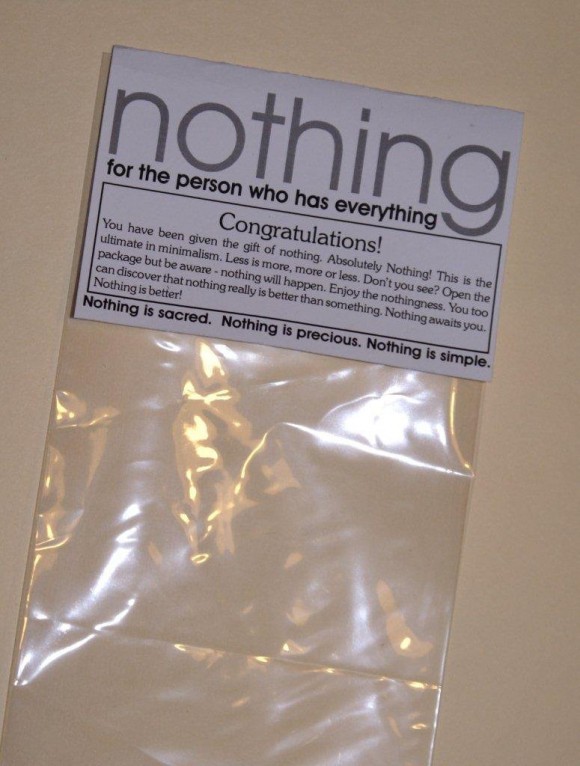 nothing
for the person who has everything
Congratulations!
You have been given the gift of nothing. Absolutely Nothing! This is the
ultimate in minimalism. Less is more, more or less. Don't you see? Open the
package but be aware - nothing will happen. Enjoy the nothingness. You too
can discover that nothing really is better than something. Nothing awaits you.
Nothing is better!
Nothing is sacred. Nothing is precious. Nothing is simple.